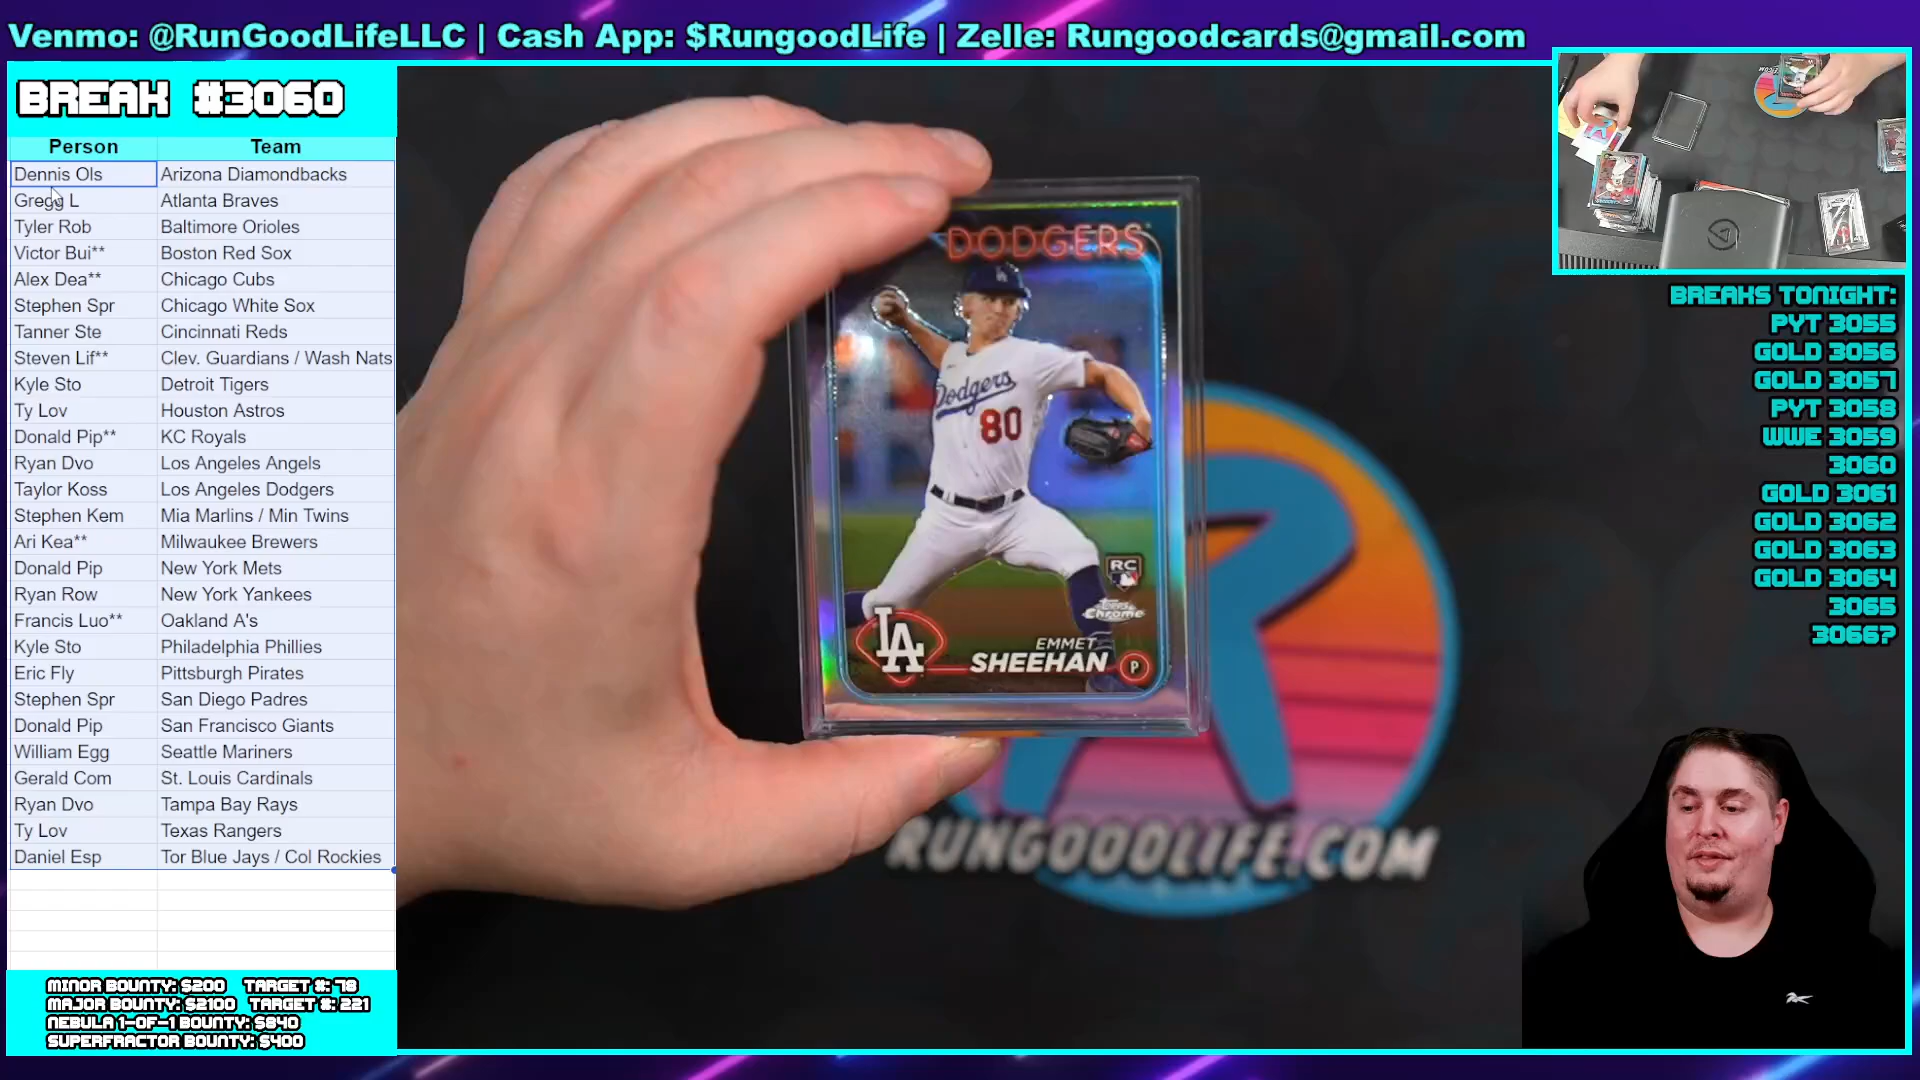 Venmo: @RunGoodLifeLLC | Cash App: $RungoodLife | Zelle: Rungoodcards@gmail.com
BREAK #3060
Person Team
Dennis Ols Arizona Diamondbacks
Gregg L Atlanta Braves
Tyler Rob Baltimore Orioles
Victor Bui** Boston Red Sox
Alex Dea** Chicago Cubs
Stephen Spr Chicago White Sox
Tanner Ste Cincinnati Reds
Steven Lif** Clev. Guardians / Wash Nats
Kyle Sto Detroit Tigers
Ty Lov Houston Astros
Donald Pip** KC Royals
Ryan Dvo Los Angeles Angels
Taylor Koss Los Angeles Dodgers
Stephen Kem Mia Marlins / Min Twins
Ari Kea** Milwaukee Brewers
Donald Pip New York Mets
Ryan Row New York Yankees
Francis Luo** Oakland A's
Kyle Sto Philadelphia Phillies
Eric Fly Pittsburgh Pirates
Stephen Spr San Diego Padres
Donald Pip San Francisco Giants
William Egg Seattle Mariners
Gerald Com St. Louis Cardinals
Ryan Dvo Tampa Bay Rays
Ty Lov Texas Rangers
Daniel Esp Tor Blue Jays / Col Rockies
MINOR BOUNTY: $200 TARGET #: 78
MAJOR BOUNTY: $2100 TARGET #: 221
NEBULA 1-OF-1 BOUNTY: $840
SUPERFRACTOR BOUNTY: $400
DODGERS
Dodgers
80
RC
Topps Chrome
LA
EMMET
SHEEHAN
P
RUNGOODLIFE.COM
BREAKS TONIGHT:
PYT 3055
GOLD 3056
GOLD 3057
PYT 3058
WWE 3059
3060
GOLD 3061
GOLD 3062
GOLD 3063
GOLD 3064
3065
3066?